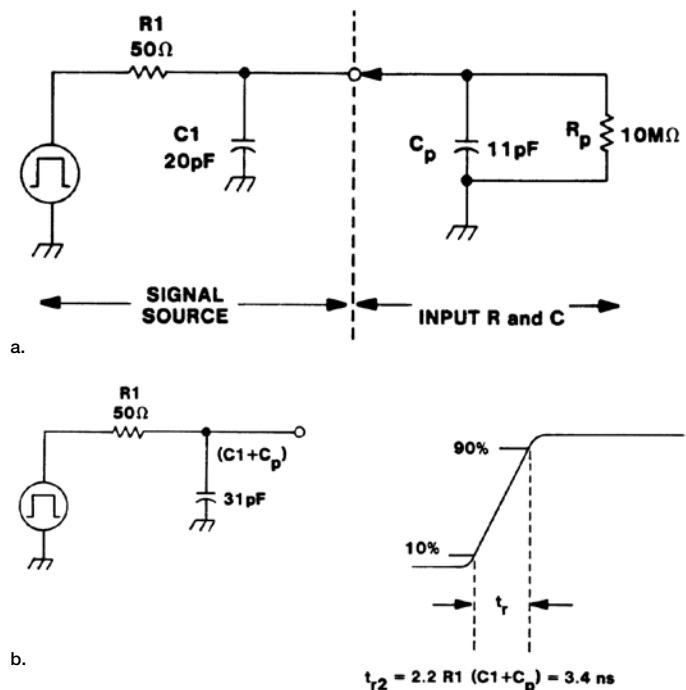 R1
50Ω
C1
20pF
Cp
11pF
Rp
10MΩ
SIGNAL
SOURCE
INPUT R and C
a.
R1
50Ω
(C1+Cp)
31pF
90%
10%
tr
b.
tr2 = 2.2 R1 (C1+Cp) = 3.4 ns